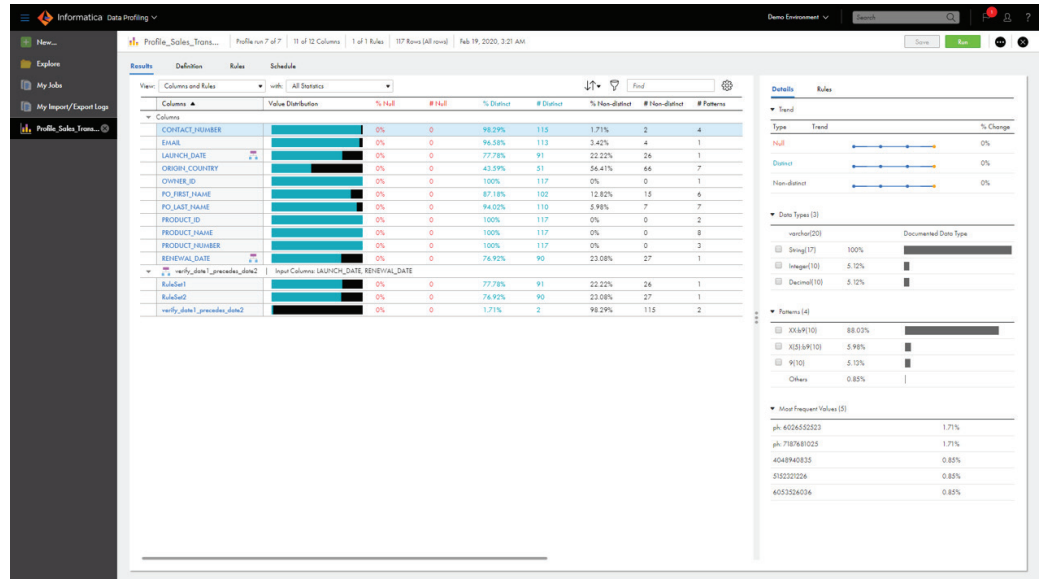 Informatica Data Profiling
Demo Environment
Search
?
New...
Explore
My Jobs
My Import/Export Logs
Profile_Sales_Trans...
Profile_Sales_Trans...
Profile run 7 of 7
11 of 12 Columns
1 of 1 Rules
117 Rows (All rows)
Feb 19, 2020, 3:21 AM
Save
Run
Results Definition Rules Schedule
View: Columns and Rules with: All Statistics Find
Columns Value Distribution % Null # Null % Distinct # Distinct % Non-distinct # Non-distinct # Patterns
Columns
CONTACT_NUMBER 0% 0 98.29% 115 1.71% 2 4
EMAIL 0% 0 96.58% 113 3.42% 4 1
LAUNCH_DATE 0% 0 77.78% 91 22.22% 26 1
ORIGIN_COUNTRY 0% 0 43.59% 51 56.41% 66 7
OWNER_ID 0% 0 100% 117 0% 0 1
PO_FIRST_NAME 0% 0 87.18% 102 12.82% 15 6
PO_LAST_NAME 0% 0 94.02% 110 5.98% 7 7
PRODUCT_ID 0% 0 100% 117 0% 0 2
PRODUCT_NAME 0% 0 100% 117 0% 0 8
PRODUCT_NUMBER 0% 0 100% 117 0% 0 3
RENEWAL_DATE 0% 0 76.92% 90 23.08% 27 1
verify_date1_precedes_date2 | Input Columns: LAUNCH_DATE, RENEWAL_DATE
RuleSet1 0% 0 77.78% 91 22.22% 26 1
RuleSet2 0% 0 76.92% 90 23.08% 27 1
verify_date1_precedes_date2 0% 0 1.71% 2 98.29% 115 2
Details Rules
Trend
Type Trend % Change
Null 0%
Distinct 0%
Non-distinct 0%
Data Types (3)
varchar(20) Documented Data Type
String(17) 100%
Integer(10) 5.12%
Decimal(10) 5.12%
Patterns (4)
XX:b9(10) 88.03%
X(5):b9(10) 5.98%
9(10) 5.13%
Others 0.85%
Most Frequent Values (5)
ph: 6026552523 1.71%
ph: 7187681025 1.71%
4048940835 0.85%
5152321226 0.85%
6053526036 0.85%